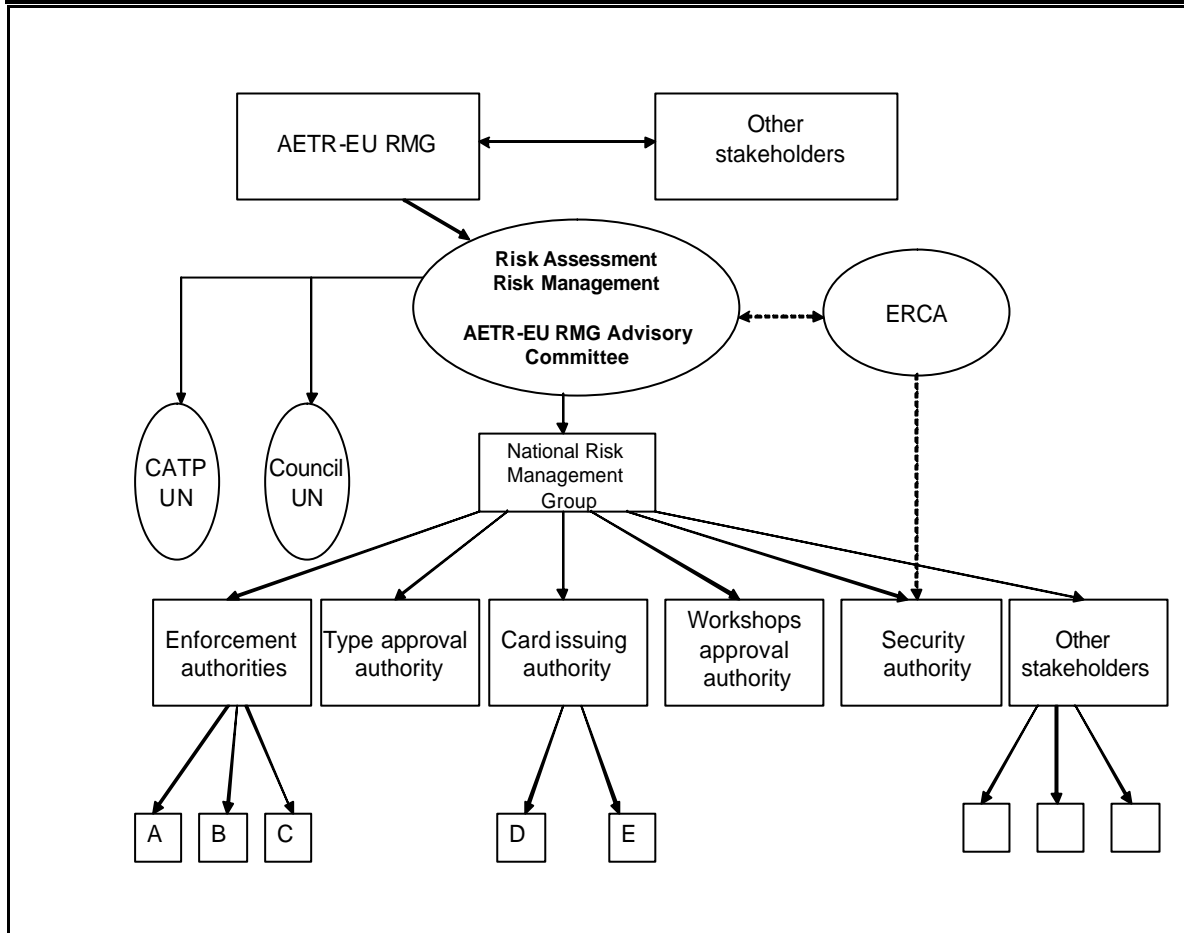 AETR-EU RMG
Other
stakeholders
Risk Assessment
Risk Management
AETR-EU RMG Advisory
Committee
ERCA
CATP
UN
Council
UN
National Risk
Management
Group
Enforcement
authorities
Type approval
authority
Card issuing
authority
Workshops
approval
authority
Security
authority
Other
stakeholders
A
B
C
D
E